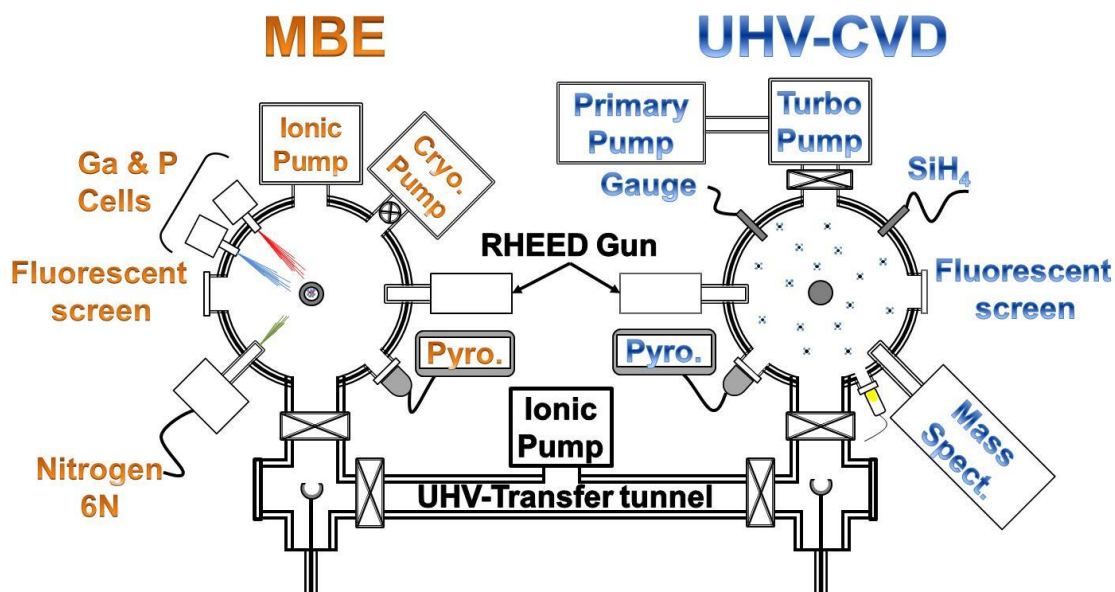 MBE
UHV-CVD
Ionic
Pump
Cryo.
Pump
Ga & P
Cells
Fluorescent
screen
Nitrogen
6N
Pyro.
RHEED Gun
Primary
Pump
Turbo
Pump
Gauge
SiH₄
Fluorescent
screen
Pyro.
Mass
Spect.
Ionic
Pump
UHV-Transfer tunnel